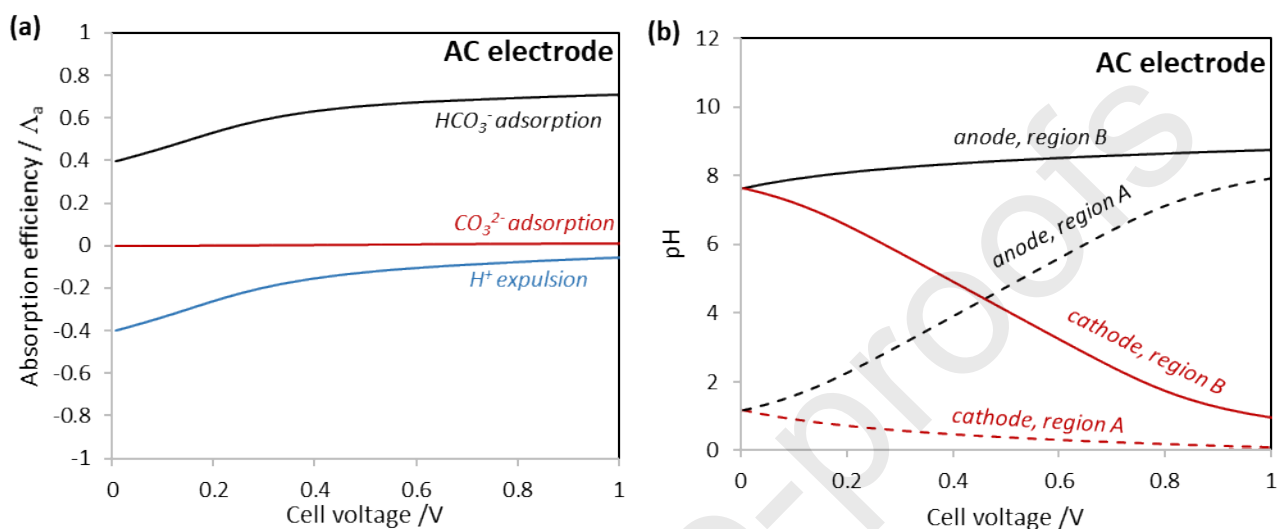 (a)
AC electrode
1
0.8
0.6
0.4
0.2
0
-0.2
-0.4
-0.6
-0.8
-1
Absorption efficiency / Λa
HCO₃⁻ adsorption
CO₃²⁻ adsorption
H⁺ expulsion
0 0.2 0.4 0.6 0.8 1
Cell voltage /V
(b)
AC electrode
12
10
8
6
4
2
0
pH
anode, region B
anode, region A
cathode, region B
cathode, region A
0 0.2 0.4 0.6 0.8 1
Cell voltage /V
e-proofs